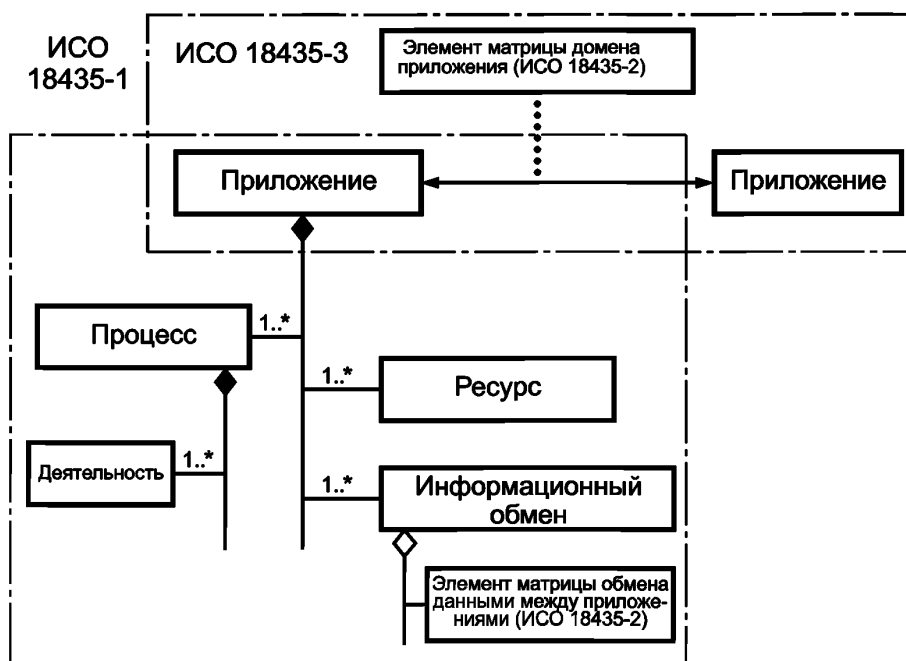 ИСО
18435-1
ИСО 18435-3
Элемент матрицы домена
приложения (ИСО 18435-2)
Приложение
Приложение
Процесс
1..*
1..*
Ресурс
Деятельность
1..*
1..*
Информационный
обмен
Элемент матрицы обмена
данными между приложе-
ниями (ИСО 18435-2)